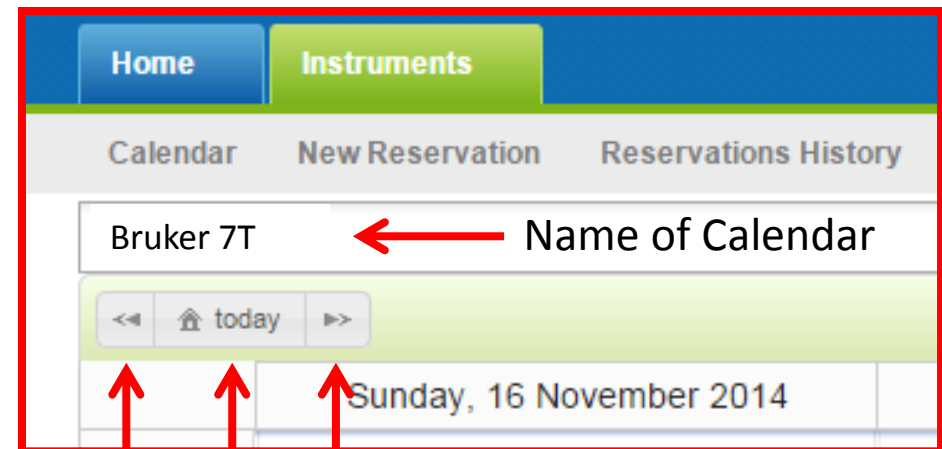 Home Instruments
Calendar New Reservation Reservations History
Bruker 7T Name of Calendar
today
Sunday, 16 November 2014